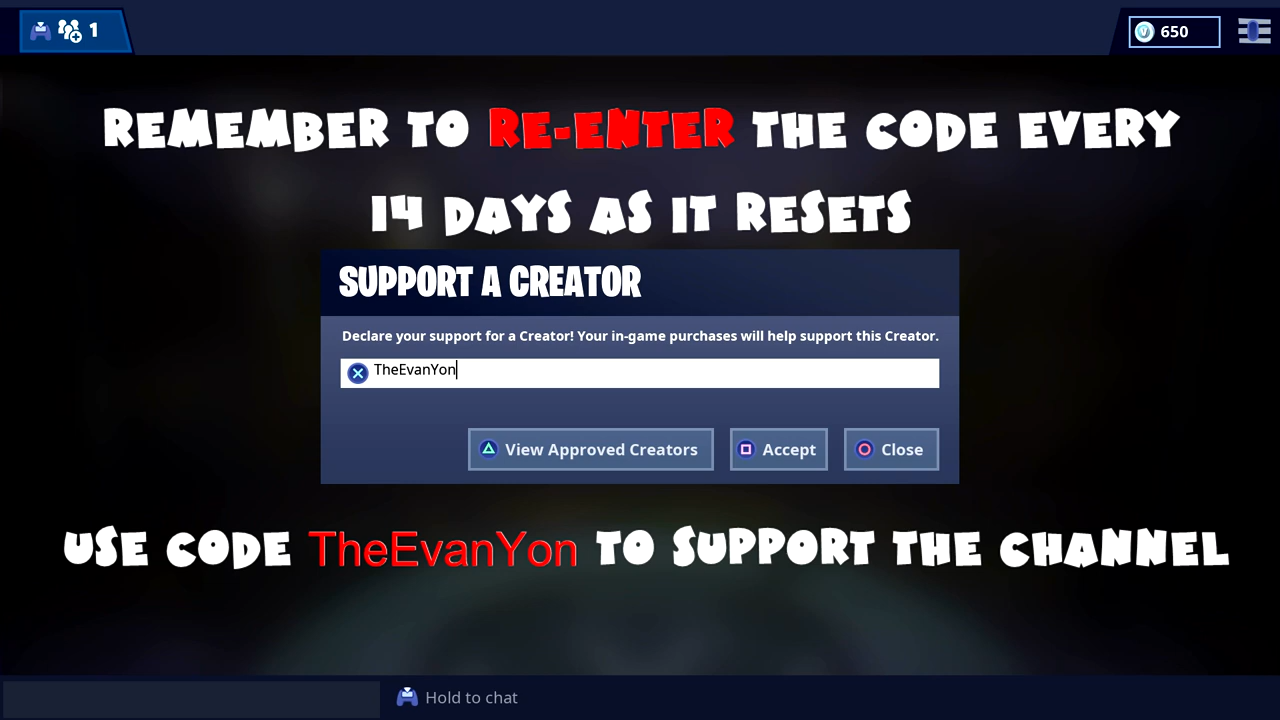 1
650
REMEMBER TO RE-ENTER THE CODE EVERY
14 DAYS AS IT RESETS
SUPPORT A CREATOR
Declare your support for a Creator! Your in-game purchases will help support this Creator.
TheEvanYon
View Approved Creators
Accept
Close
USE CODE TheEvanYon TO SUPPORT THE CHANNEL
Hold to chat